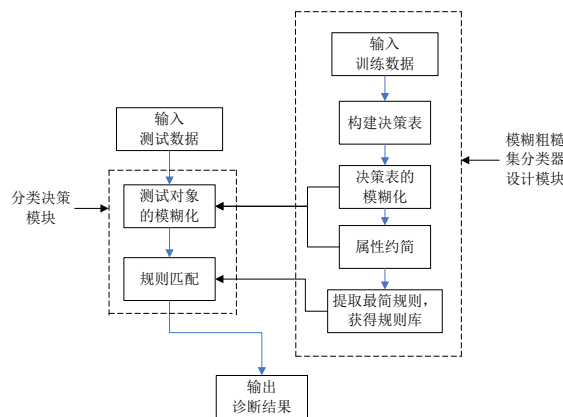 输入
训练数据
构建决策表
决策表的
模糊化
属性约简
提取最简规则,
获得规则库
模糊粗糙
集分类器
设计模块
输入
测试数据
测试对象
的模糊化
规则匹配
分类决策
模块
输出
诊断结果